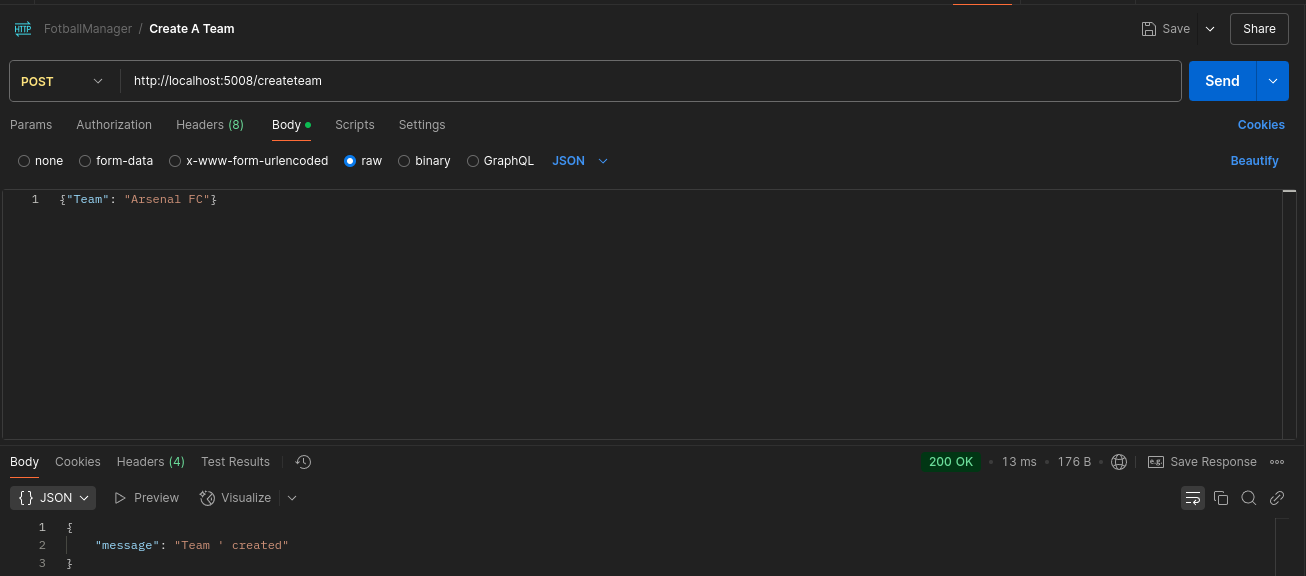 HTTP FotballManager / Create A Team Save Share
POST http://localhost:5008/createteam Send
Params Authorization Headers (8) Body Scripts Settings Cookies
none form-data x-www-form-urlencoded raw binary GraphQL JSON Beautify
1 {"Team": "Arsenal FC"}
Body Cookies Headers (4) Test Results 200 OK • 13 ms • 176 B • e.g. Save Response
{} JSON Preview Visualize
1 {
2 "message": "Team ' created"
3 }